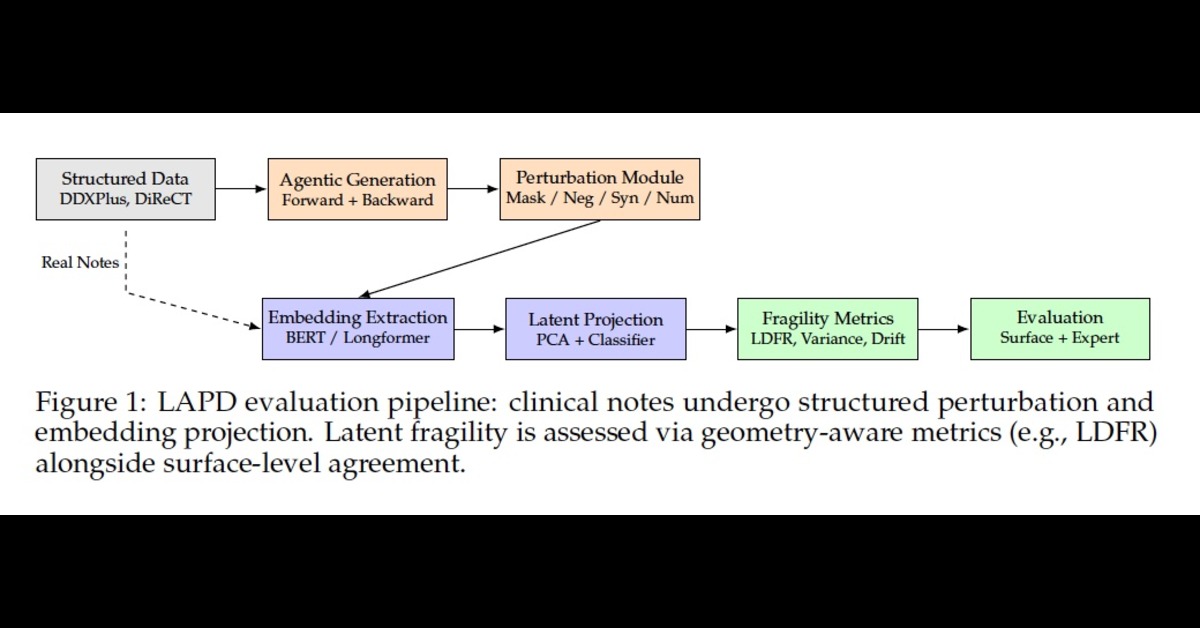 Structured Data
DDXPlus, DiReCT
Agentic Generation
Forward + Backward
Perturbation Module
Mask / Neg / Syn / Num
Real Notes
Embedding Extraction
BERT / Longformer
Latent Projection
PCA + Classifier
Fragility Metrics
LDFR, Variance, Drift
Evaluation
Surface + Expert
Figure 1: LAPD evaluation pipeline: clinical notes undergo structured perturbation and
embedding projection. Latent fragility is assessed via geometry-aware metrics (e.g., LDFR)
alongside surface-level agreement.